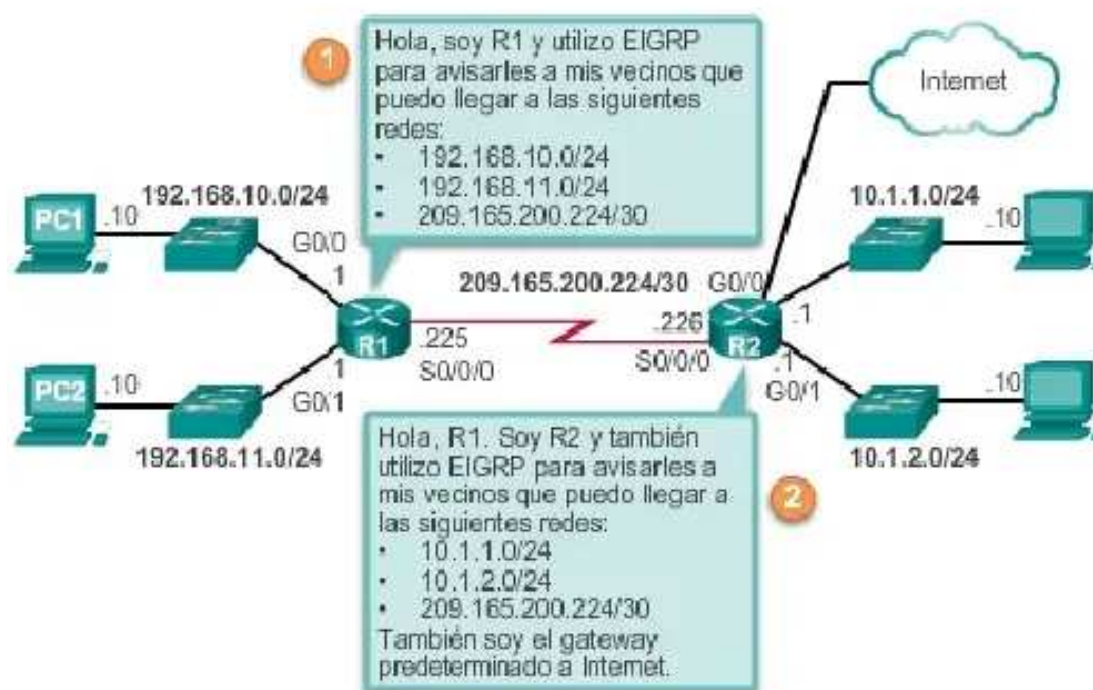 1
Hola, soy R1 y utilizo EIGRP
para avisarles a mis vecinos que
puedo llegar a las siguientes
redes:
• 192.168.10.0/24
• 192.168.11.0/24
• 209.165.200.224/30
Internet
192.168.10.0/24
PC1
.10
G0/0
1
R1
.225
S0/0/0
209.165.200.224/30
G0/0
.226
S0/0/0
R2
.1
10.1.1.0/24
.10
PC2
.10
1
G0/1
192.168.11.0/24
.1
G0/1
.10
10.1.2.0/24
Hola, R1. Soy R2 y también
utilizo EIGRP para avisarles a
mis vecinos que puedo llegar a
las siguientes redes:
• 10.1.1.0/24
• 10.1.2.0/24
• 209.165.200.224/30
También soy el gateway
predeterminado a Internet.
2